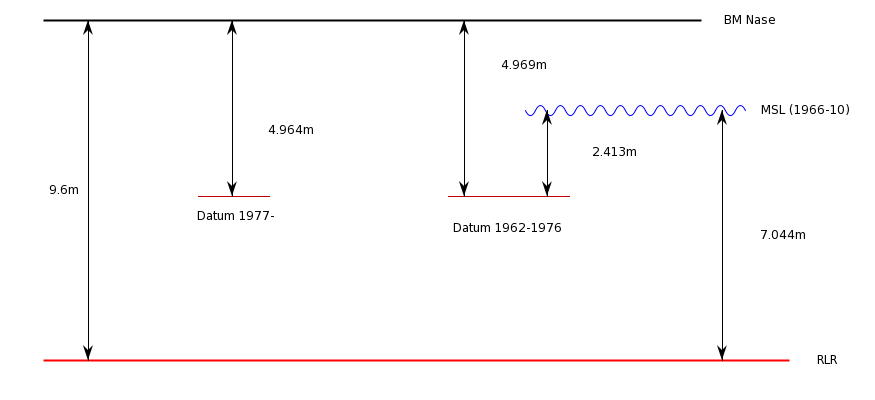 BM Nase
4.969m
MSL (1966-10)
4.964m
2.413m
9.6m
Datum 1977-
Datum 1962-1976
7.044m
RLR